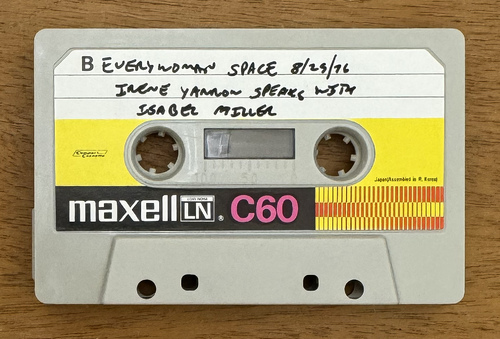 B EVERYWOMAN SPACE 8/29/76
IRENE YARROW SPEAKS WITH
ISABEL MILLER
Japan/Assembled in R. Korea
maxell LN C60